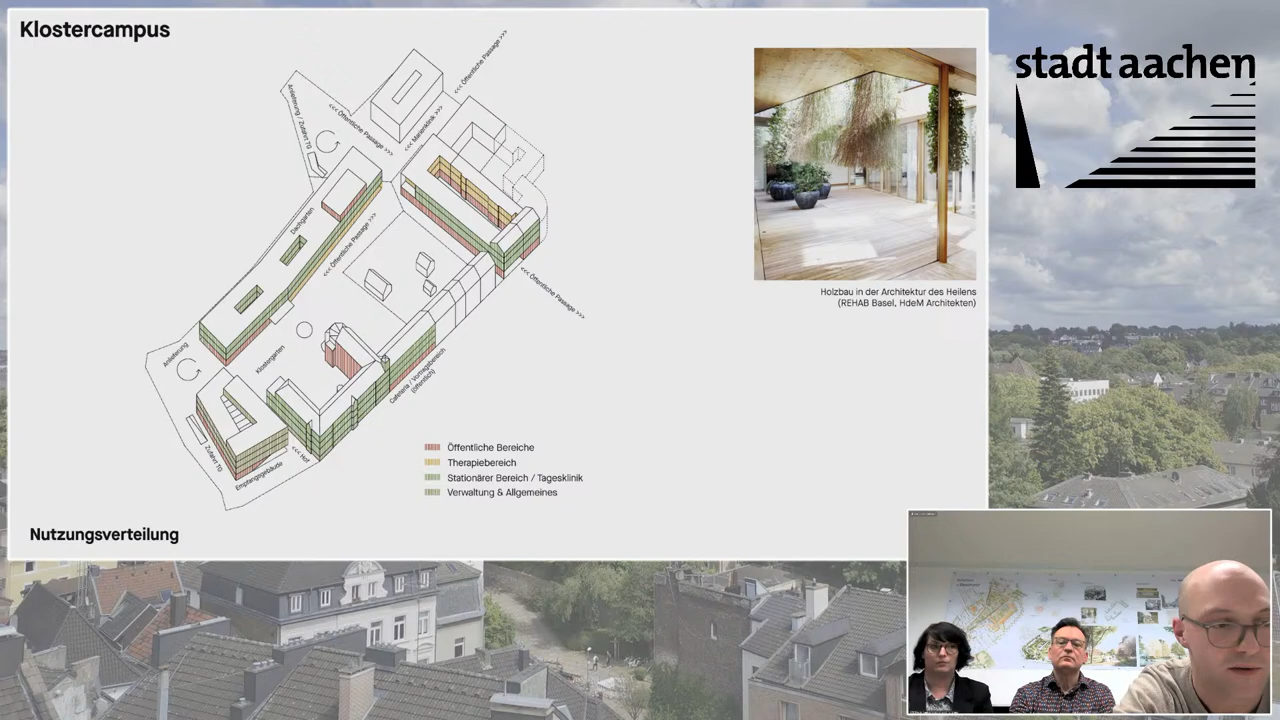 Klostercampus
stadt aachen
Öffentliche Passage >>>
Anlieferung / Zufahrt TG
<<< Öffentliche Passage >>>
<<< Marienklinik >>>
Dachgarten
<<< Öffentliche Passage >>>
<<< Öffentliche Passage >>>
Holzbau in der Architektur des Heilens
(REHAB Basel, HdeM Architekten)
Anlieferung
Klostergarten
Cafeteria / Vortragsbereich
(öffentlich)
Zufahrt TG
<<< Hof
Empfangsgebäude
Öffentliche Bereiche
Therapiebereich
Stationärer Bereich / Tagesklinik
Verwaltung & Allgemeines
Nutzungsverteilung